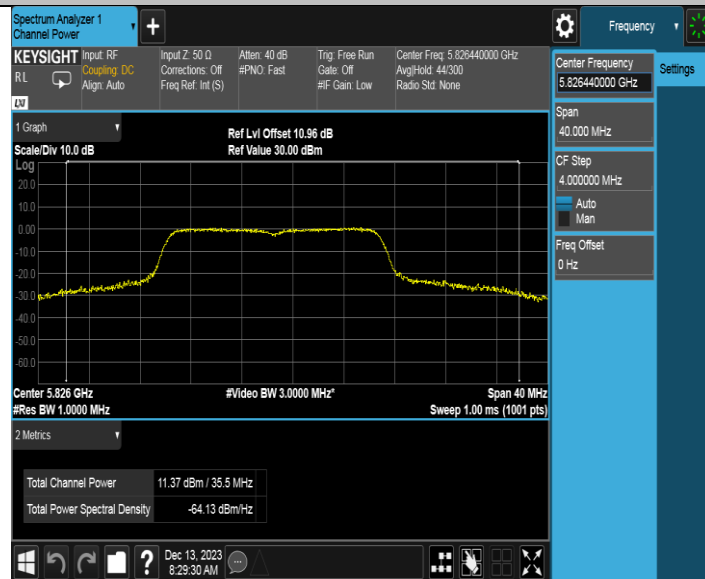 Spectrum Analyzer 1
Channel Power
Frequency
KEYSIGHT
RL
LXI
Input: RF
Coupling: DC
Align: Auto
Input Z: 50 Ω
Corrections: Off
Freq Ref: Int (S)
Atten: 40 dB
#PNO: Fast
Trig: Free Run
Gate: Off
#IF Gain: Low
Center Freq: 5.826440000 GHz
Avg|Hold: 44/300
Radio Std: None
Center Frequency
5.826440000 GHz
Settings
Span
40.000 MHz
CF Step
4.000000 MHz
Auto
Man
Freq Offset
0 Hz
1 Graph
Scale/Div 10.0 dB
Ref Lvl Offset 10.96 dB
Ref Value 30.00 dBm
Log
20.0
10.0
0.00
-10.0
-20.0
-30.0
-40.0
-50.0
-60.0
Center 5.826 GHz
#Video BW 3.0000 MHz*
Span 40 MHz
#Res BW 1.0000 MHz
Sweep 1.00 ms (1001 pts)
2 Metrics
Total Channel Power 11.37 dBm / 35.5 MHz
Total Power Spectral Density -64.13 dBm/Hz
?
Dec 13, 2023
8:29:30 AM